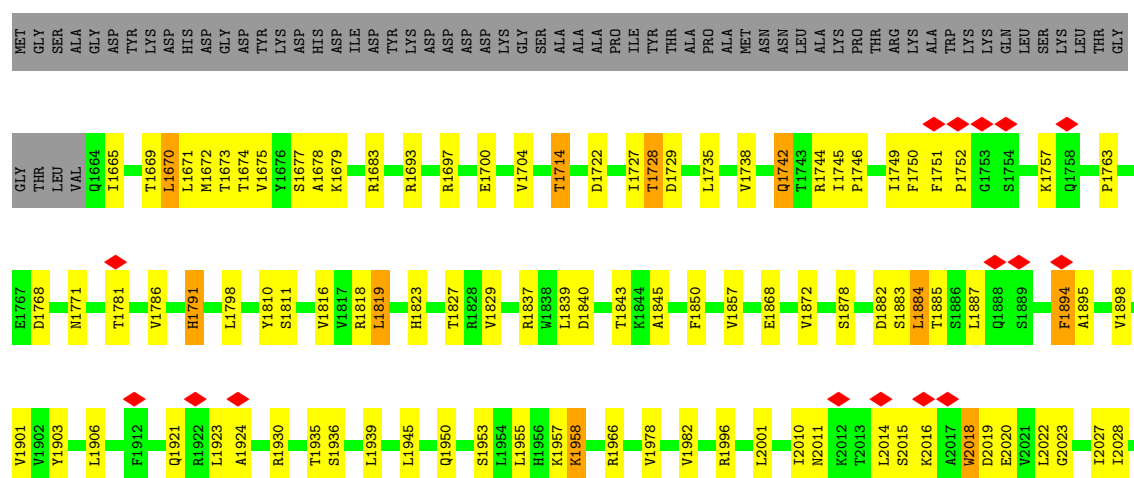 MET GLY SER ALA GLY ASP TYR LYS ASP HIS ASP GLY ASP TYR LYS ASP HIS ASP ILE ASP TYR LYS ASP ASP ASP ASP LYS GLY SER ALA ALA ALA PRO ILE TYR THR ALA PRO ALA MET ASN ASN LEU ALA LYS PRO THR ARG LYS ALA TRP LYS LYS GLN LEU SER LYS LEU THR GLY
GLY THR LEU VAL Q1664 I1665 T1669 L1670 L1671 M1672 T1673 T1674 V1675 Y1676 S1677 A1678 K1679 R1683 R1693 R1697 E1700 V1704 T1714 D1722 I1727 T1728 D1729 L1735 V1738 Q1742 T1743 R1744 I1745 P1746 I1749 F1750 F1751 P1752 G1753 S1754 K1757 Q1758 P1763
E1767 D1768 N1771 T1781 V1786 H1791 L1798 Y1810 S1811 V1816 V1817 R1818 L1819 H1823 T1827 R1828 V1829 R1837 W1838 L1839 D1840 T1843 K1844 A1845 F1850 V1857 E1868 V1872 S1878 D1882 S1883 L1884 T1885 S1886 L1887 Q1888 S1889 F1894 A1895 V1898
V1901 V1902 Y1903 L1906 F1912 Q1921 R1922 L1923 A1924 R1930 T1935 S1936 L1939 L1945 Q1950 S1953 L1954 L1955 H1956 K1957 K1958 R1966 V1978 V1982 R1996 L2001 I2010 N2011 K2012 T2013 L2014 S2015 K2016 A2017 W2018 D2019 E2020 V2021 L2022 G2023 I2027 I2028